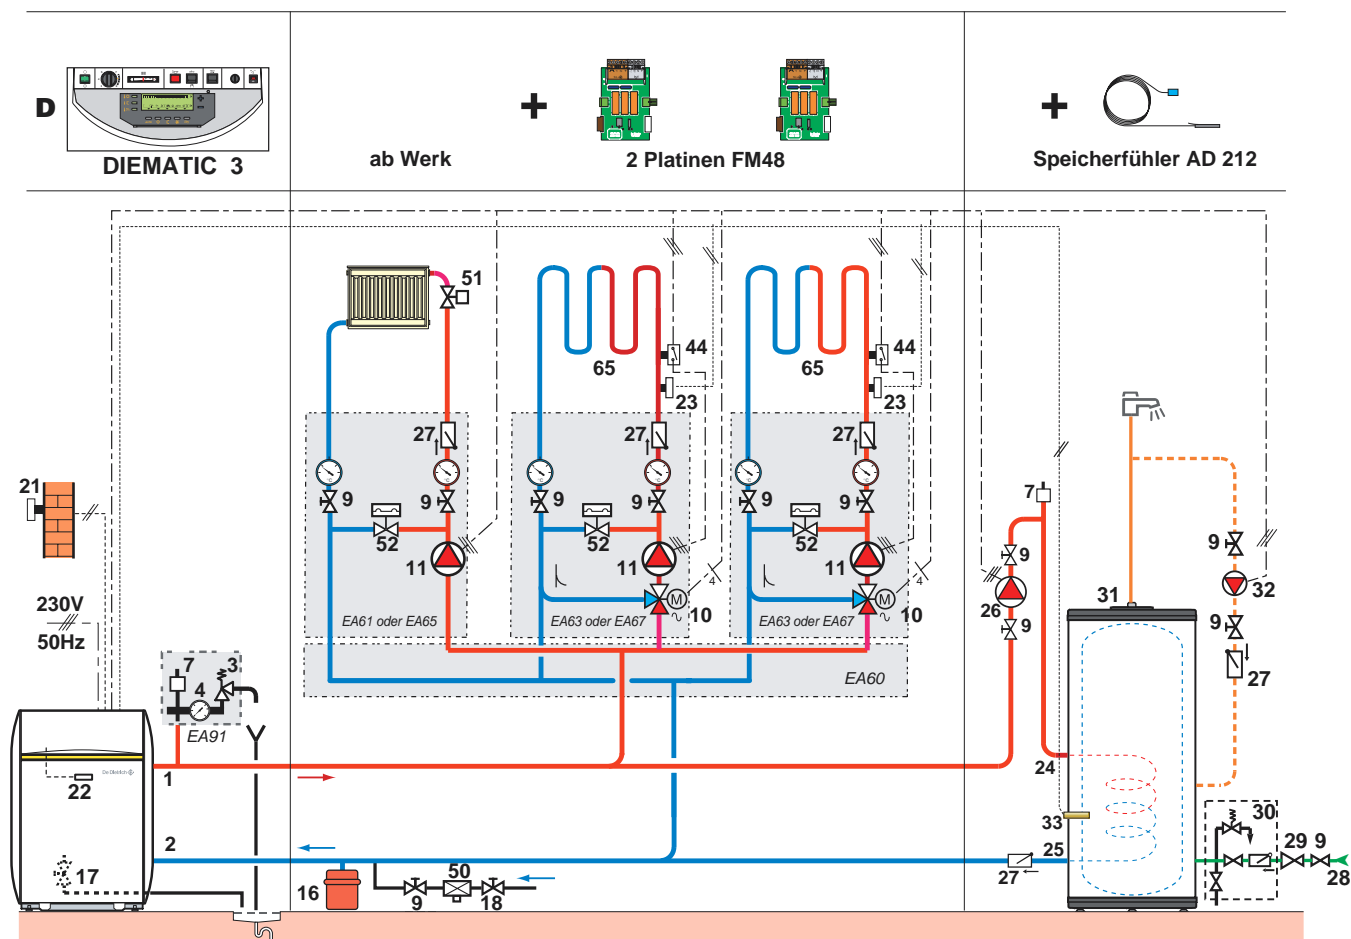 D
DIEMATIC 3
ab Werk
+
2 Platinen FM48
+
Speicherfühler AD 212
51
44
44
65
65
23
23
27
27
27
°C
°C
°C
°C
°C
°C
9
9
9
9
9
9
52
52
52
11
11
11
M
M
10
10
4
4
EA61 oder EA65
EA63 oder EA67
EA63 oder EA67
EA60
21
230V
50Hz
7
3
4
EA91
De Dietrich
22
1
2
17
16
9
50
18
7
9
26
9
31
9
32
9
27
24
33
25
27
30
29
9
28